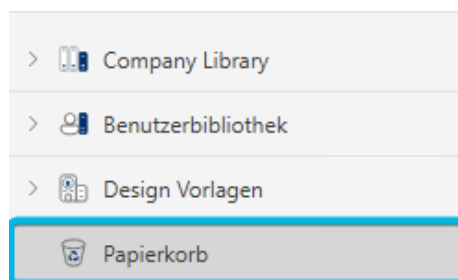 Company Library
Benutzerbibliothek
Design Vorlagen
Papierkorb